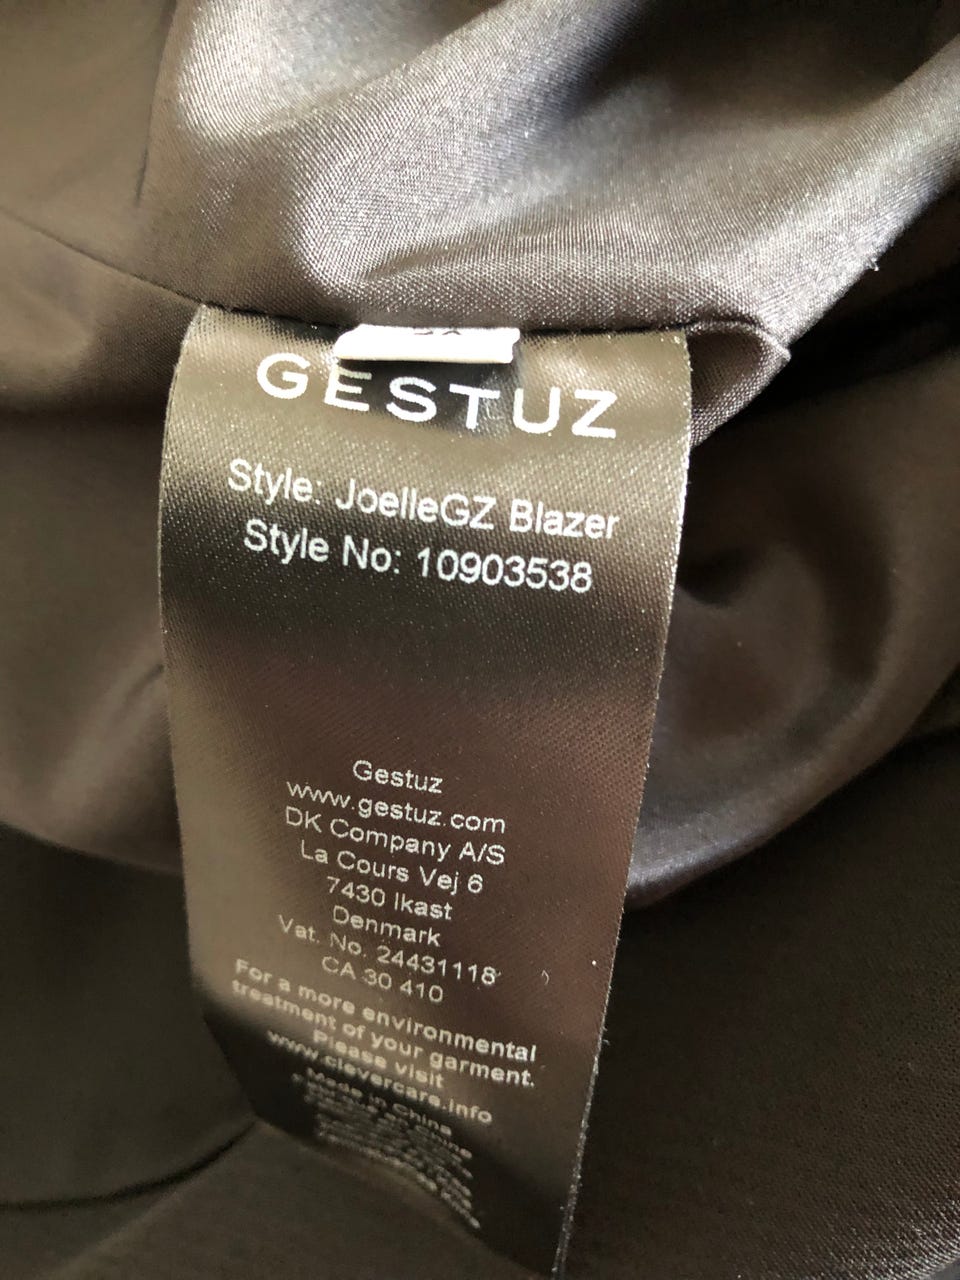 GESTUZ
Style: JoelleGZ Blazer
Style No: 10903538
Gestuz
www.gestuz.com
DK Company A/S
La Cours Vej 6
7430 Ikast
Denmark
Vat. No. 24431118
CA 30 410
For a more environmental
treatment of your garment.
Please visit
www.clevercare.info
Made in China